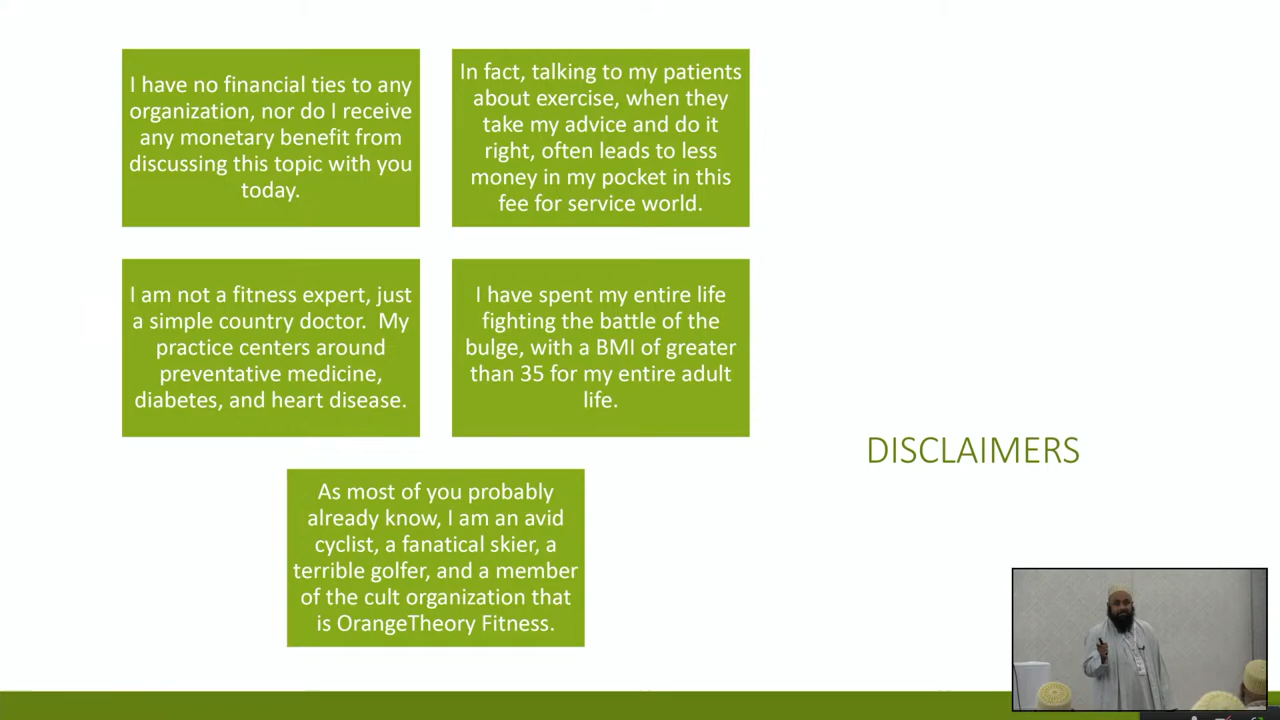 I have no financial ties to any
organization, nor do I receive
any monetary benefit from
discussing this topic with you
today.
In fact, talking to my patients
about exercise, when they
take my advice and do it
right, often leads to less
money in my pocket in this
fee for service world.
I am not a fitness expert, just
a simple country doctor.  My
practice centers around
preventative medicine,
diabetes, and heart disease.
I have spent my entire life
fighting the battle of the
bulge, with a BMI of greater
than 35 for my entire adult
life.
As most of you probably
already know, I am an avid
cyclist, a fanatical skier, a
terrible golfer, and a member
of the cult organization that
is OrangeTheory Fitness.
DISCLAIMERS